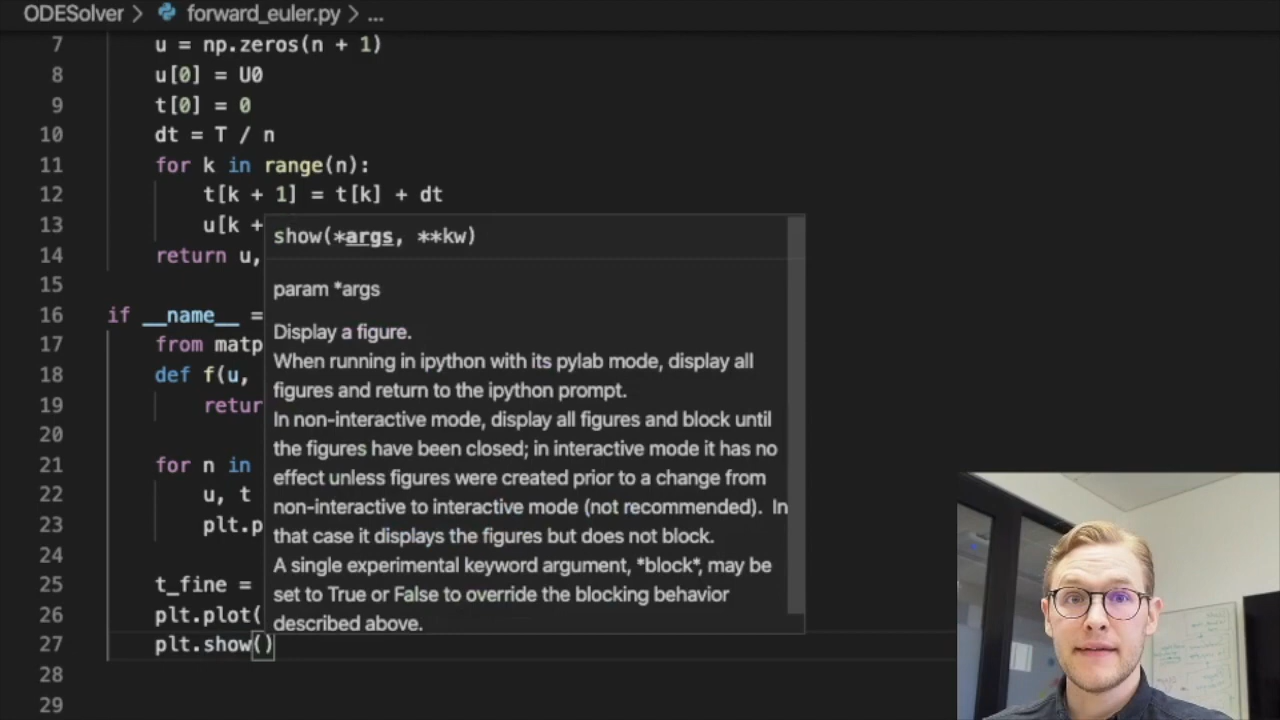 ODESolver > forward_euler.py > ...
7 u = np.zeros(n + 1)
8 u[0] = U0
9 t[0] = 0
10 dt = T / n
11 for k in range(n):
12 t[k + 1] = t[k] + dt
13 u[k +
14 return u,
15
16 if __name__ =
17 from matp
18 def f(u,
19 retur
20
21 for n in
22 u, t
23 plt.p
24
25 t_fine =
26 plt.plot(
27 plt.show()
28
29
show(*args, **kw)
param *args
Display a figure.
When running in ipython with its pylab mode, display all
figures and return to the ipython prompt.
In non-interactive mode, display all figures and block until
the figures have been closed; in interactive mode it has no
effect unless figures were created prior to a change from
non-interactive to interactive mode (not recommended). In
that case it displays the figures but does not block.
A single experimental keyword argument, *block*, may be
set to True or False to override the blocking behavior
described above.